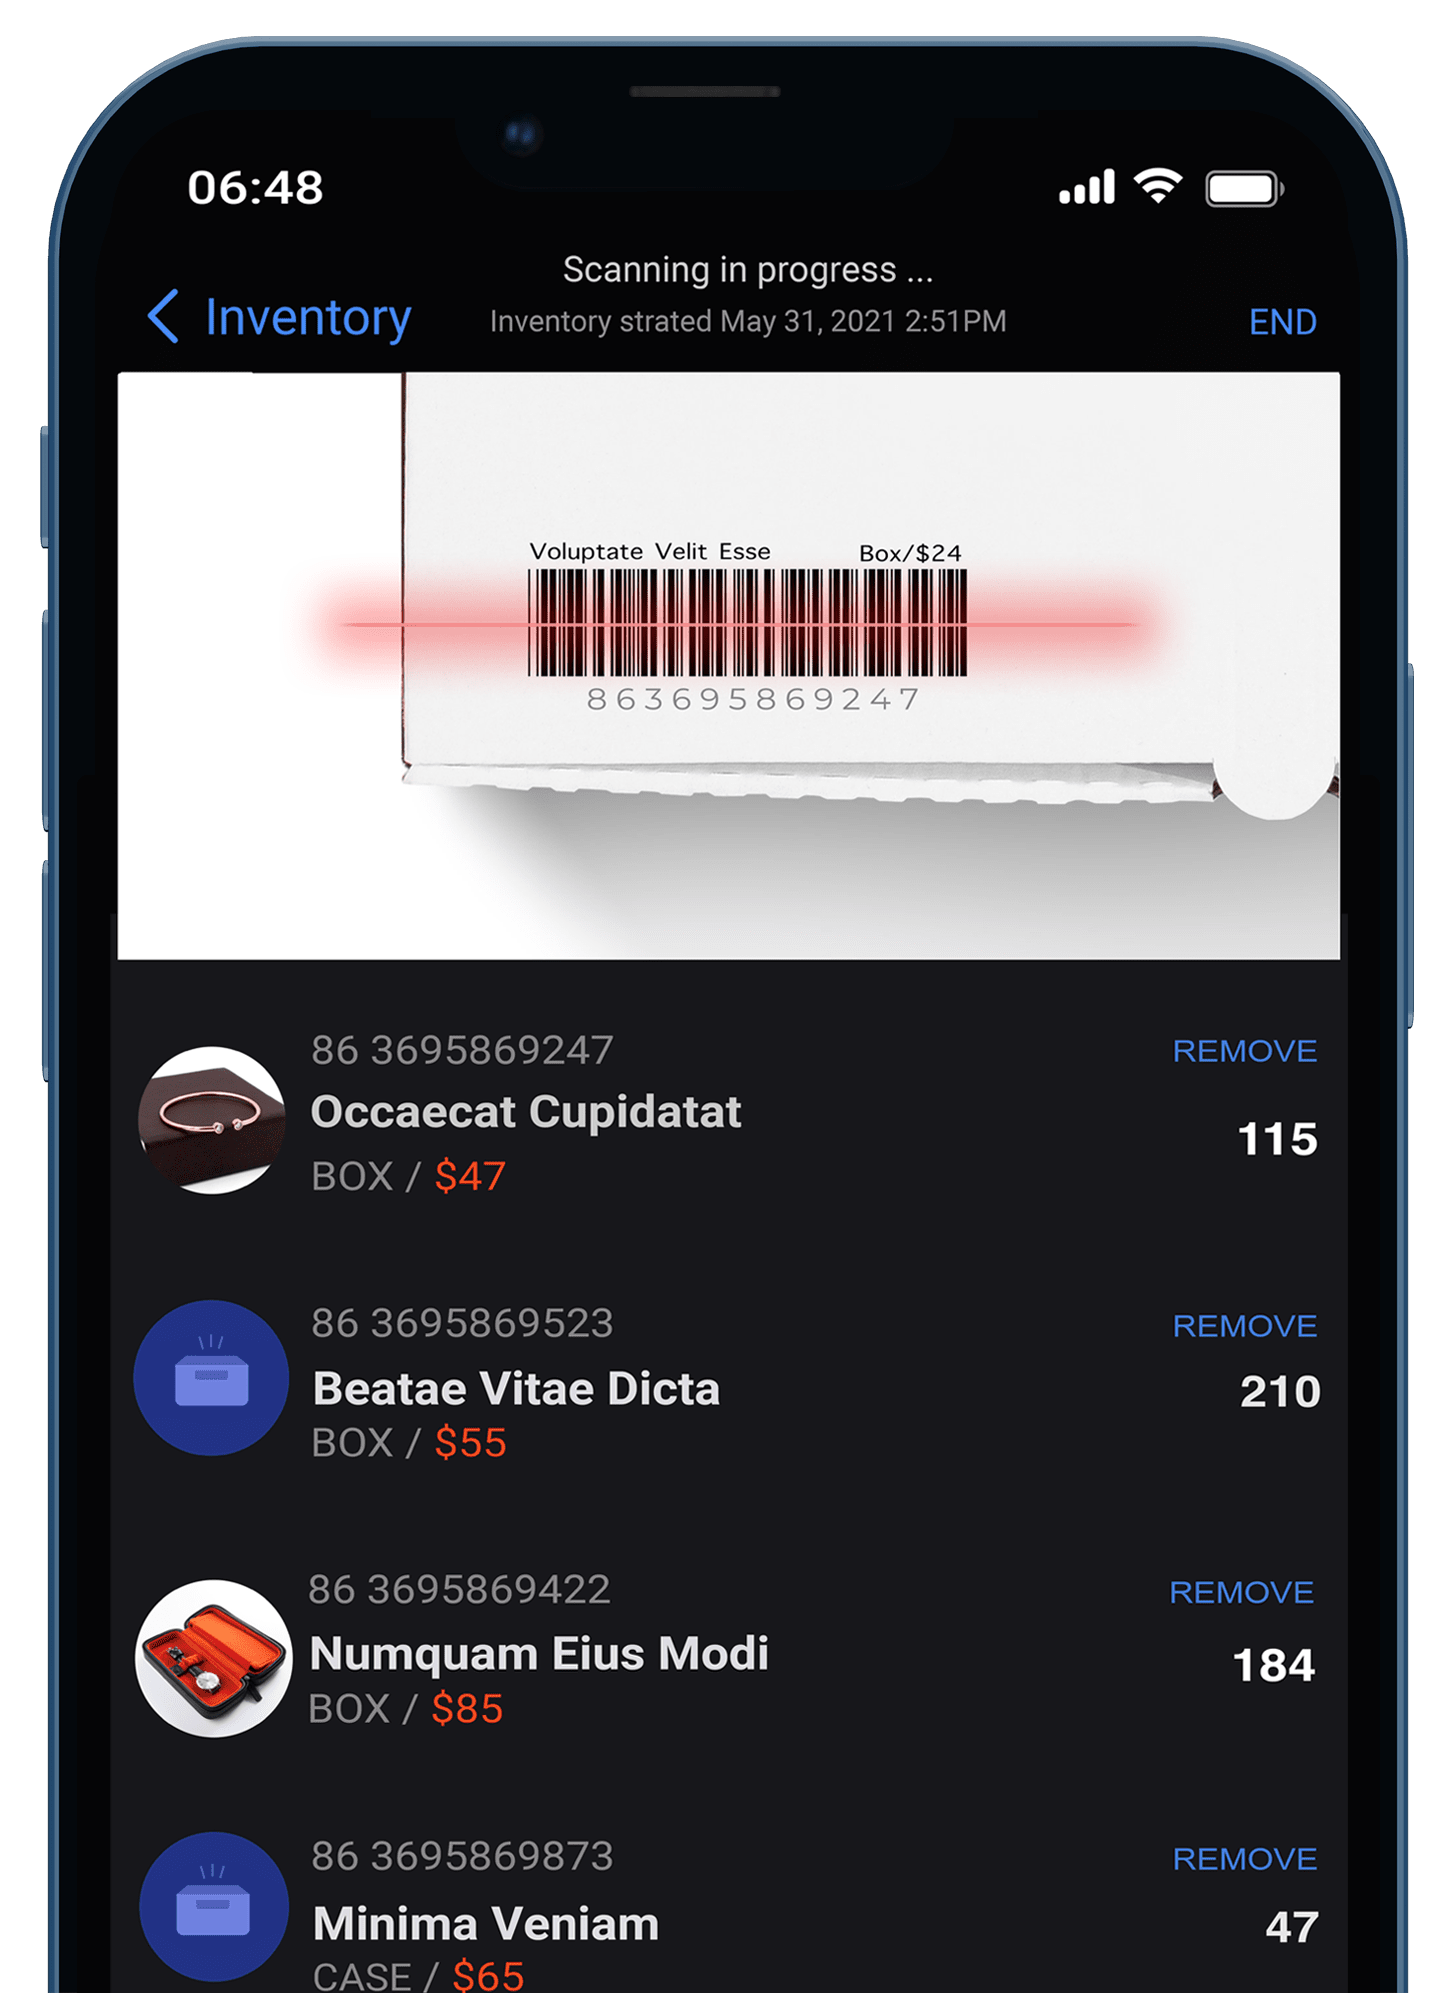 06:48
Scanning in progress ...
Inventory
Inventory strated May 31, 2021 2:51PM
END
Voluptate Velit Esse Box/$24
863695869247
86 3695869247
REMOVE
Occaecat Cupidatat
115
BOX / $47
86 3695869523
REMOVE
Beatae Vitae Dicta
210
BOX / $55
86 3695869422
REMOVE
Numquam Eius Modi
184
BOX / $85
86 3695869873
REMOVE
Minima Veniam
47
CASE / $65